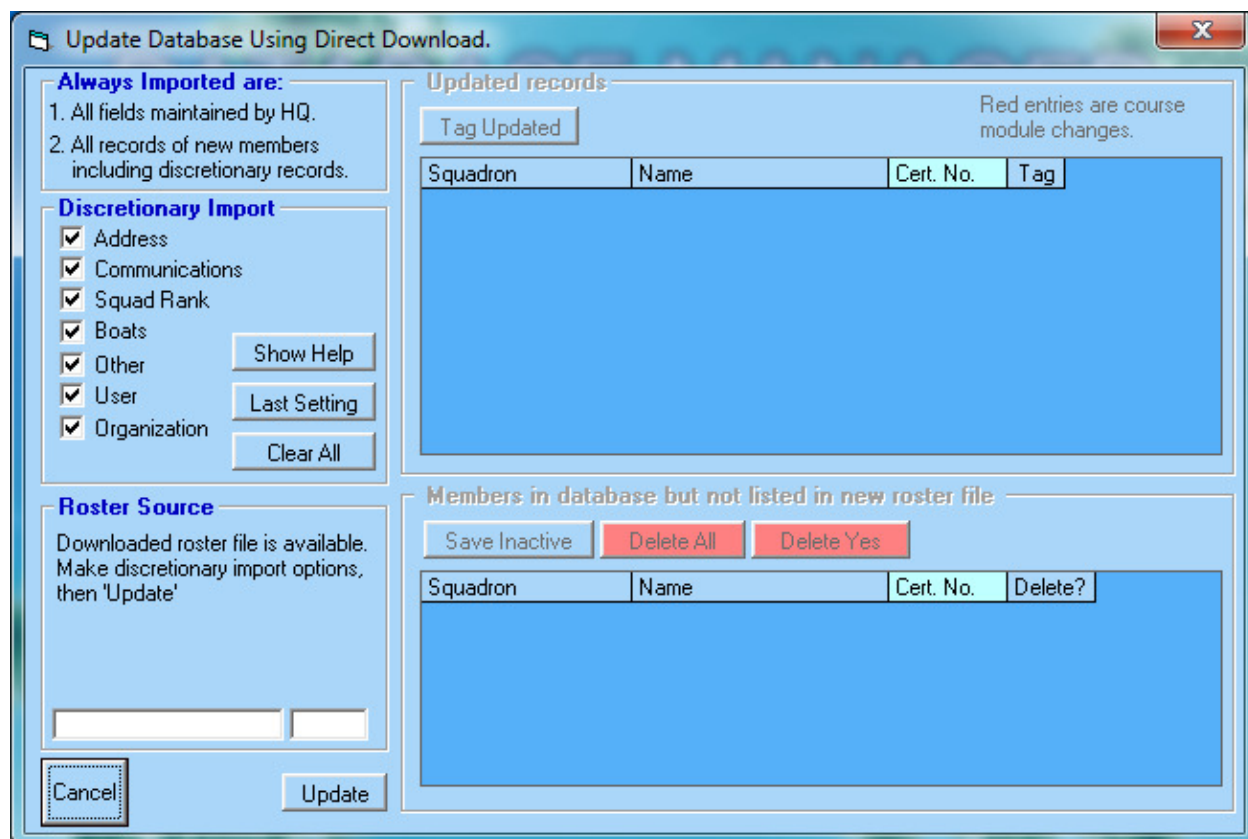 Update Database Using Direct Download.
Always Imported are:
1. All fields maintained by HQ.
2. All records of new members
including discretionary records.
Discretionary Import
Address
Communications
Squad Rank
Boats
Other
User
Organization
Show Help
Last Setting
Clear All
Roster Source
Downloaded roster file is available.
Make discretionary import options,
then 'Update'
Cancel
Update
Updated records
Tag Updated
Red entries are course
module changes.
Squadron Name Cert. No. Tag
Members in database but not listed in new roster file
Save Inactive Delete All Delete Yes
Squadron Name Cert. No. Delete?